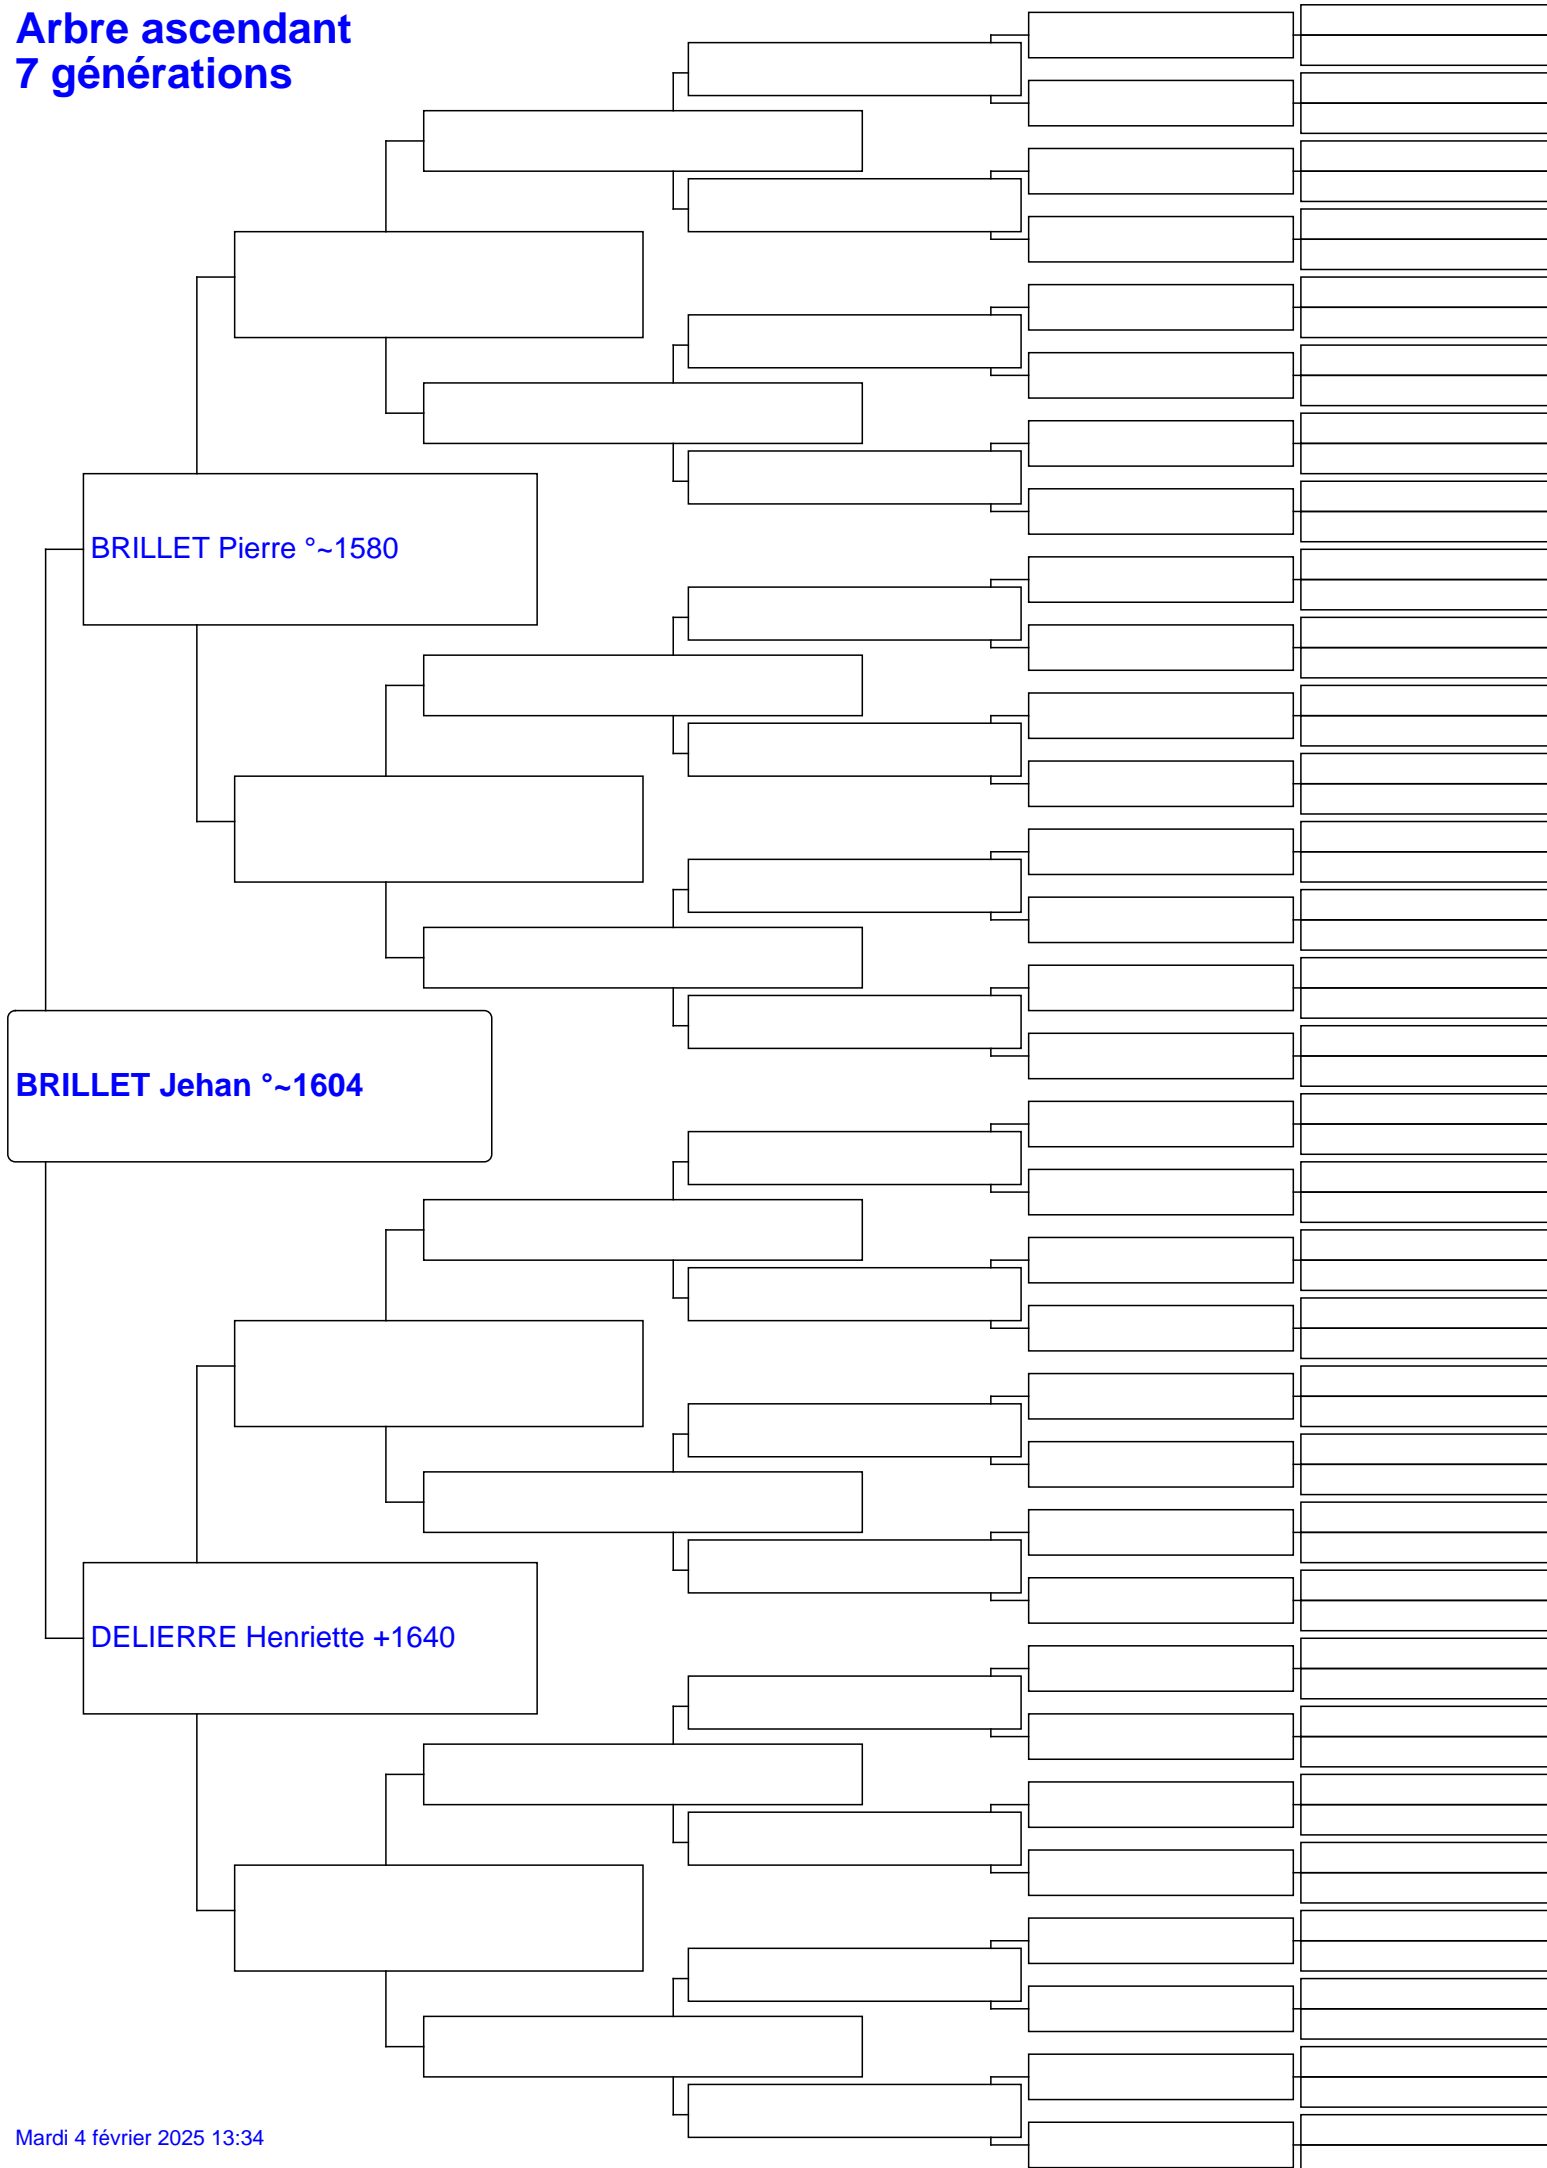 Arbre ascendant
7 générations
BRILLET Pierre °~1580
BRILLET Jehan °~1604
DELIERRE Henriette +1640
Mardi 4 février 2025 13:34